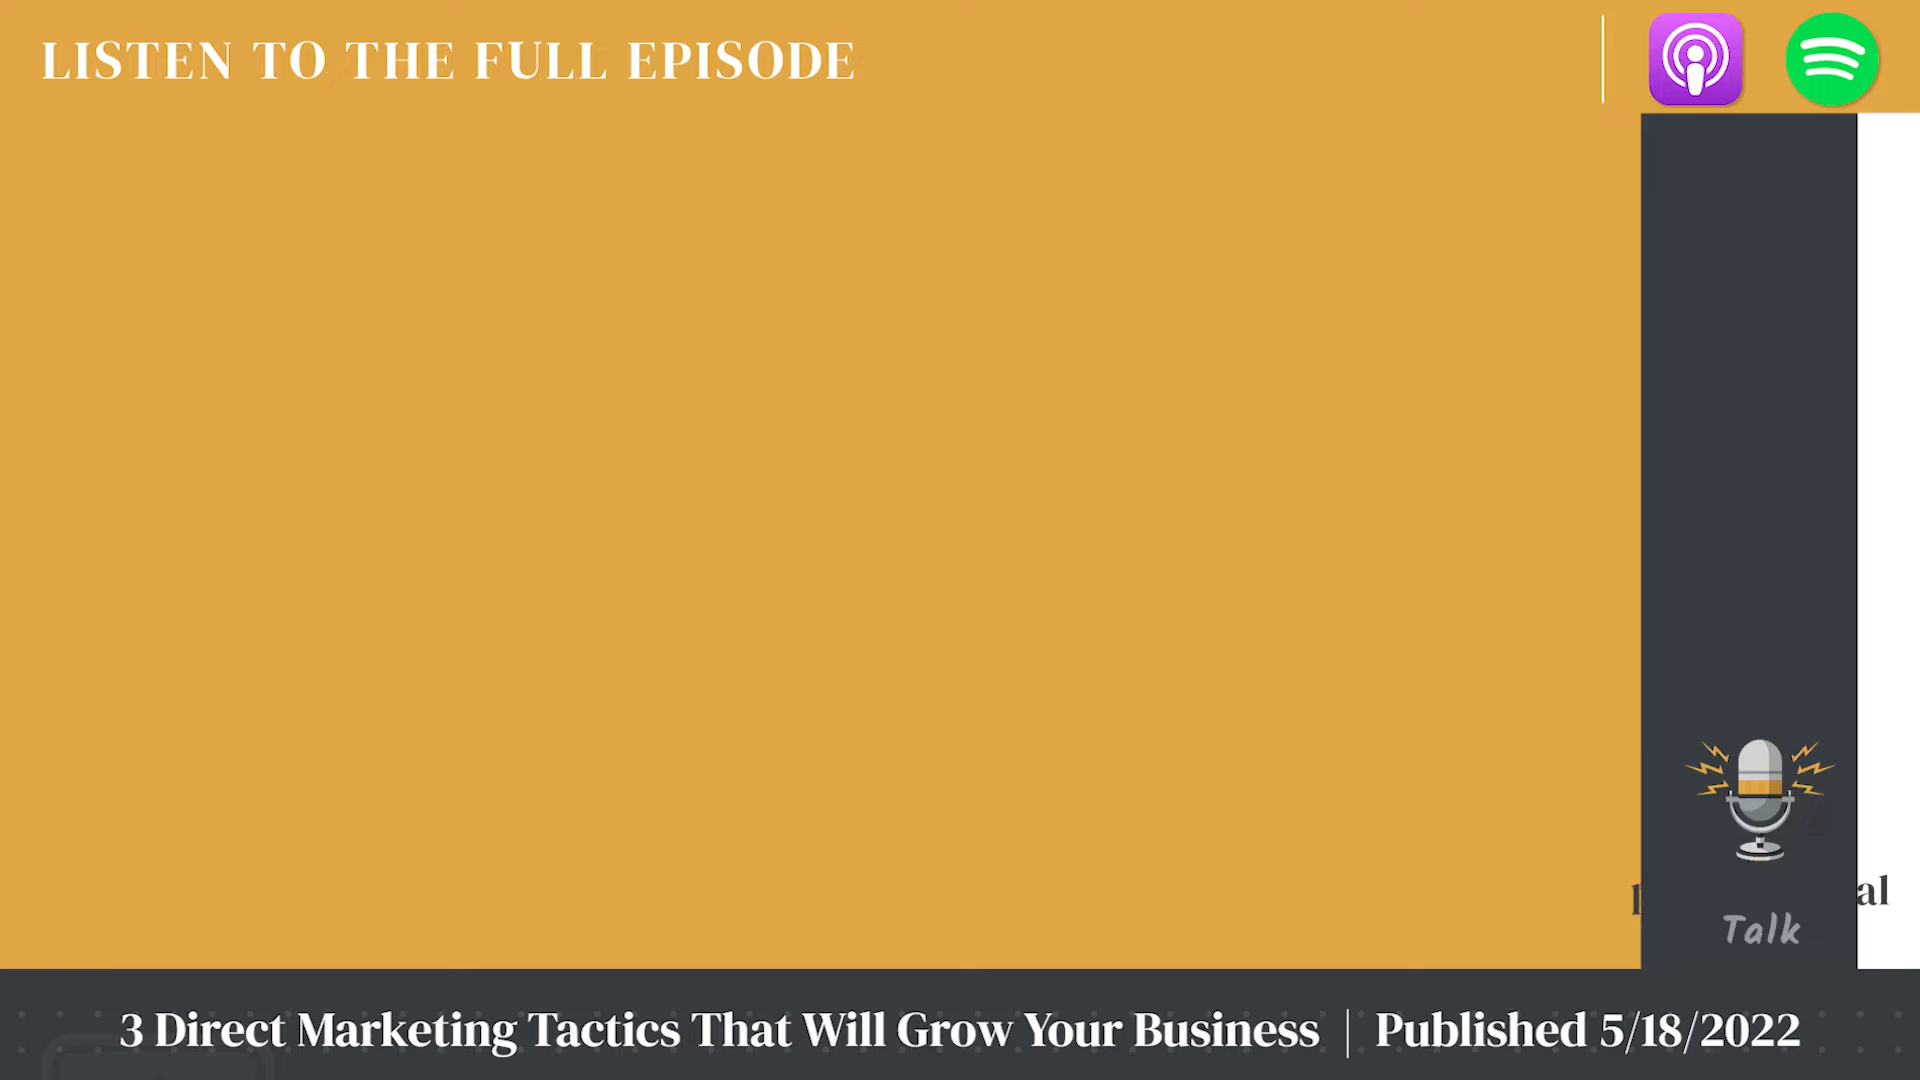 LISTEN TO THE FULL EPISODE
al
Talk
3 Direct Marketing Tactics That Will Grow Your Business | Published 5/18/2022